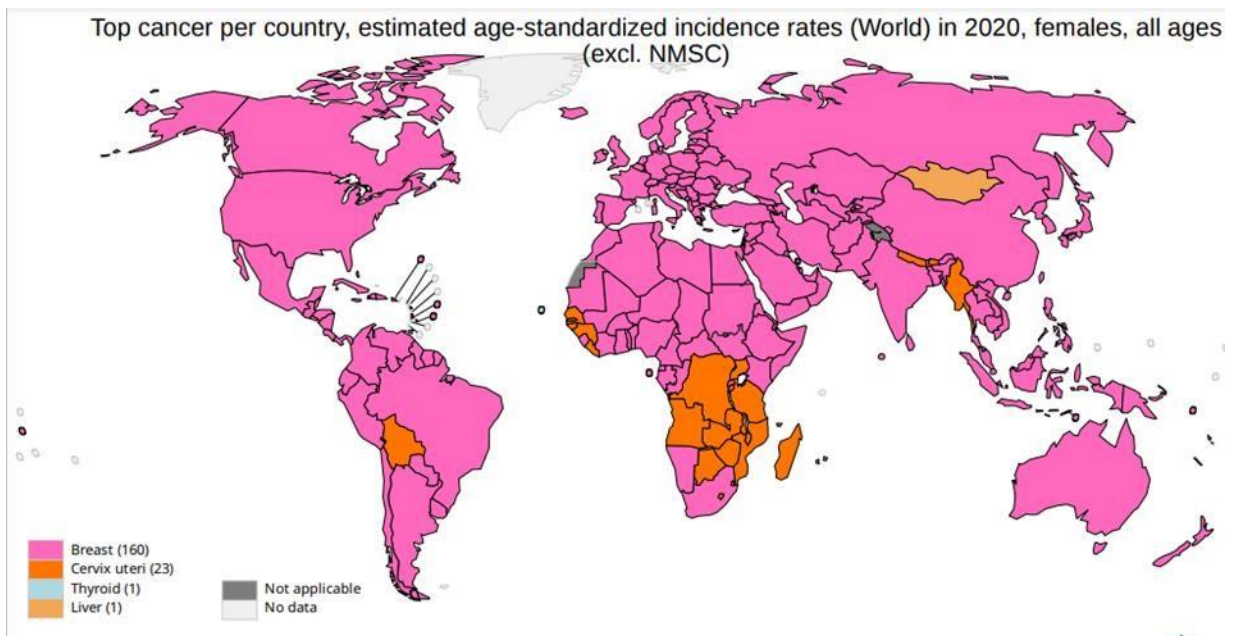 Top cancer per country, estimated age-standardized incidence rates (World) in 2020, females, all ages
(excl. NMSC)
Breast (160)
Cervix uteri (23)
Thyroid (1)
Liver (1)
Not applicable
No data